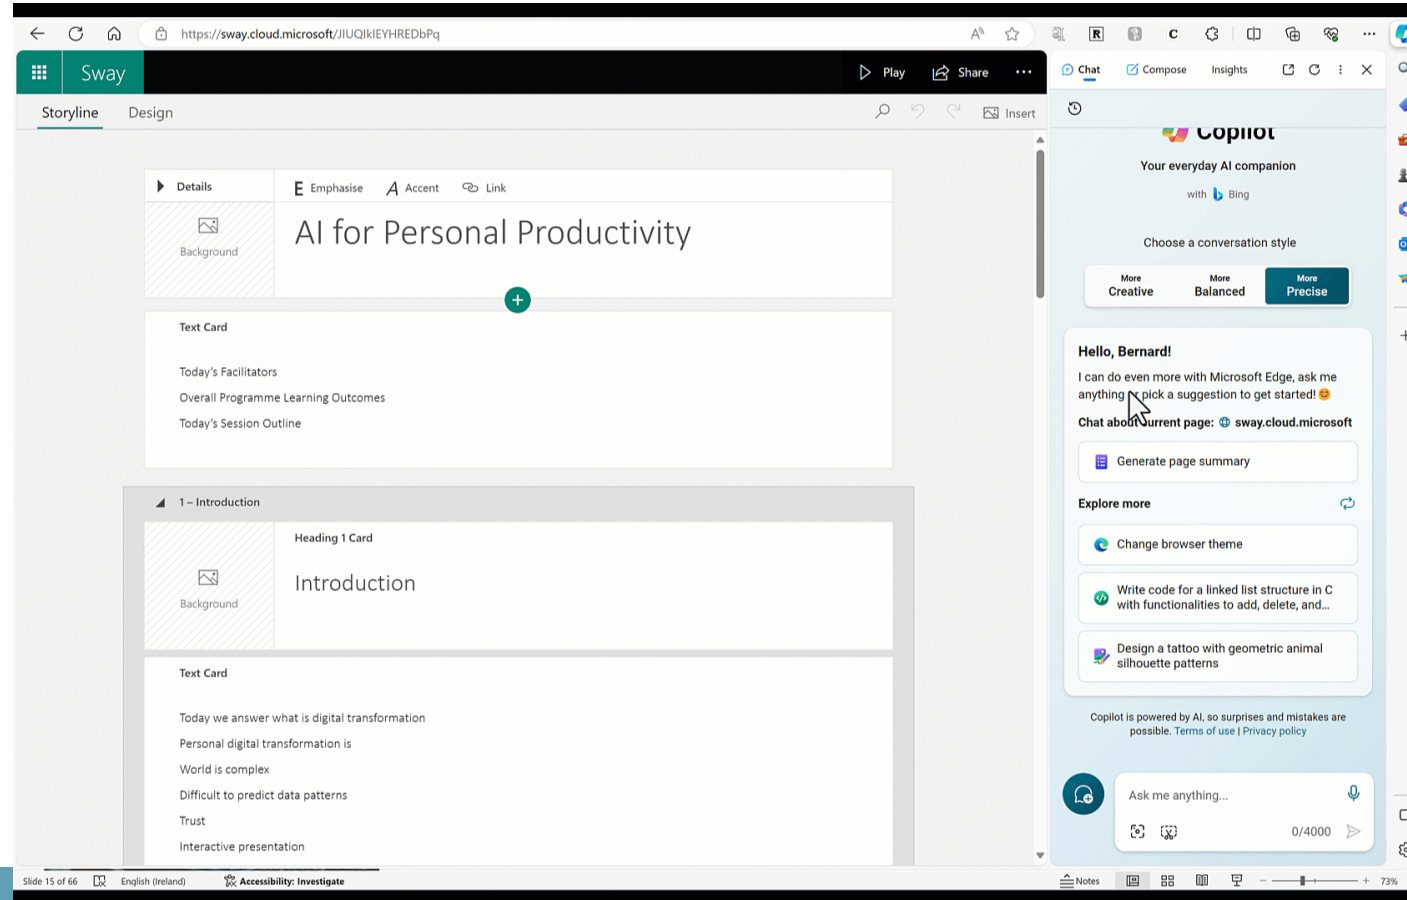 https://sway.cloud.microsoft/JIUQIkIEYHREDbPq
Sway
Play
Share
Storyline
Design
Insert
Details
E Emphasise
A Accent
Link
Background
AI for Personal Productivity
Text Card
Today's Facilitators
Overall Programme Learning Outcomes
Today's Session Outline
1 – Introduction
Heading 1 Card
Background
Introduction
Text Card
Today we answer what is digital transformation
Personal digital transformation is
World is complex
Difficult to predict data patterns
Trust
Interactive presentation
Chat
Compose
Insights
Copilot
Your everyday AI companion
with Bing
Choose a conversation style
More
Creative
More
Balanced
More
Precise
Hello, Bernard!
I can do even more with Microsoft Edge, ask me
anything or pick a suggestion to get started!
Chat about current page: sway.cloud.microsoft
Generate page summary
Explore more
Change browser theme
Write code for a linked list structure in C
with functionalities to add, delete, and...
Design a tattoo with geometric animal
silhouette patterns
Copilot is powered by AI, so surprises and mistakes are
possible. Terms of use | Privacy policy
Ask me anything...
0/4000
Slide 15 of 66
English (Ireland)
Accessibility: Investigate
Notes
73%